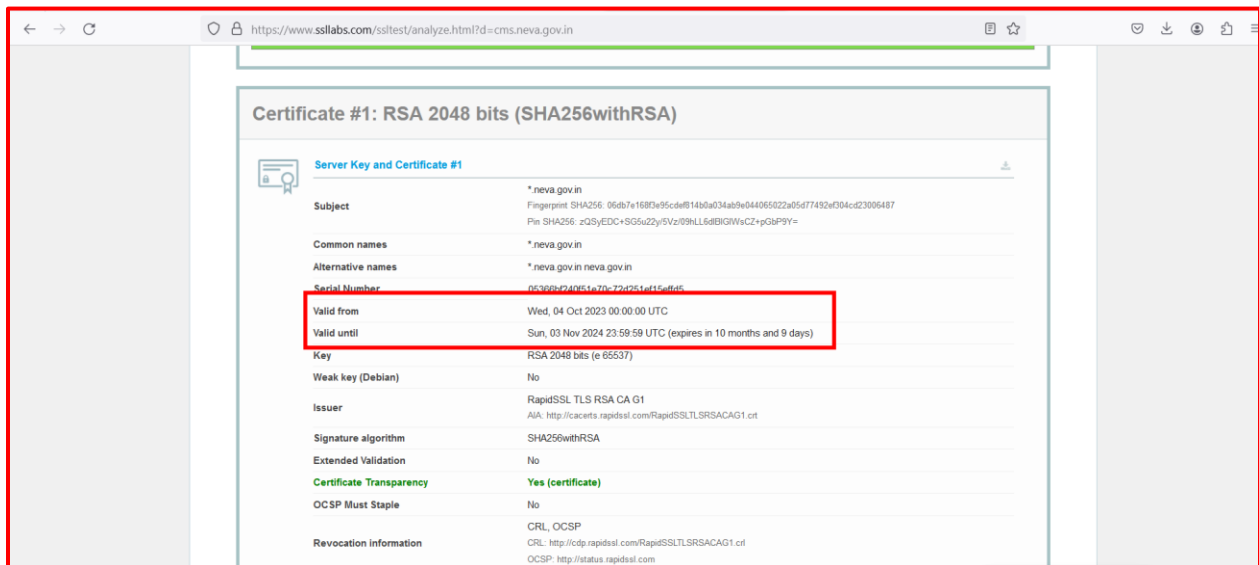 https://www.ssllabs.com/ssltest/analyze.html?d=cms.neva.gov.in
Certificate #1: RSA 2048 bits (SHA256withRSA)
Server Key and Certificate #1
Subject
*.neva.gov.in
Fingerprint SHA256: 06db7e168f3e95cdef814b0a034ab9e044065022a05d77492ef304cd23006487
Pin SHA256: zQSyEDC+SG5u22y/5Vz/09hLL6dlBlGlWsCZ+pGbP9Y=
Common names *.neva.gov.in
Alternative names *.neva.gov.in neva.gov.in
Serial Number 05366bf240f51e70c72d251ef15effd5
Valid from Wed, 04 Oct 2023 00:00:00 UTC
Valid until Sun, 03 Nov 2024 23:59:59 UTC (expires in 10 months and 9 days)
Key RSA 2048 bits (e 65537)
Weak key (Debian) No
Issuer
RapidSSL TLS RSA CA G1
AIA: http://cacerts.rapidssl.com/RapidSSLTLSRSACAG1.crt
Signature algorithm SHA256withRSA
Extended Validation No
Certificate Transparency Yes (certificate)
OCSP Must Staple No
Revocation information
CRL, OCSP
CRL: http://cdp.rapidssl.com/RapidSSLTLSRSACAG1.crl
OCSP: http://status.rapidssl.com